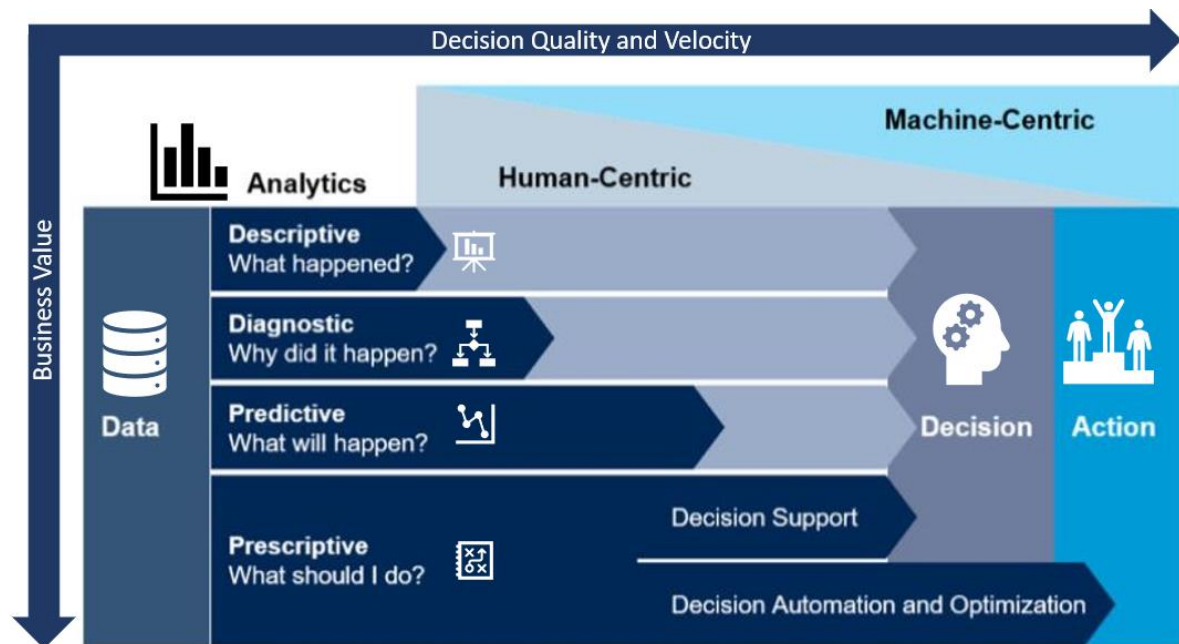 Decision Quality and Velocity
Business Value
Machine-Centric
Human-Centric
Analytics
Descriptive
What happened?
Diagnostic
Why did it happen?
Data
Predictive
What will happen?
Decision
Action
Decision Support
Prescriptive
What should I do?
Decision Automation and Optimization